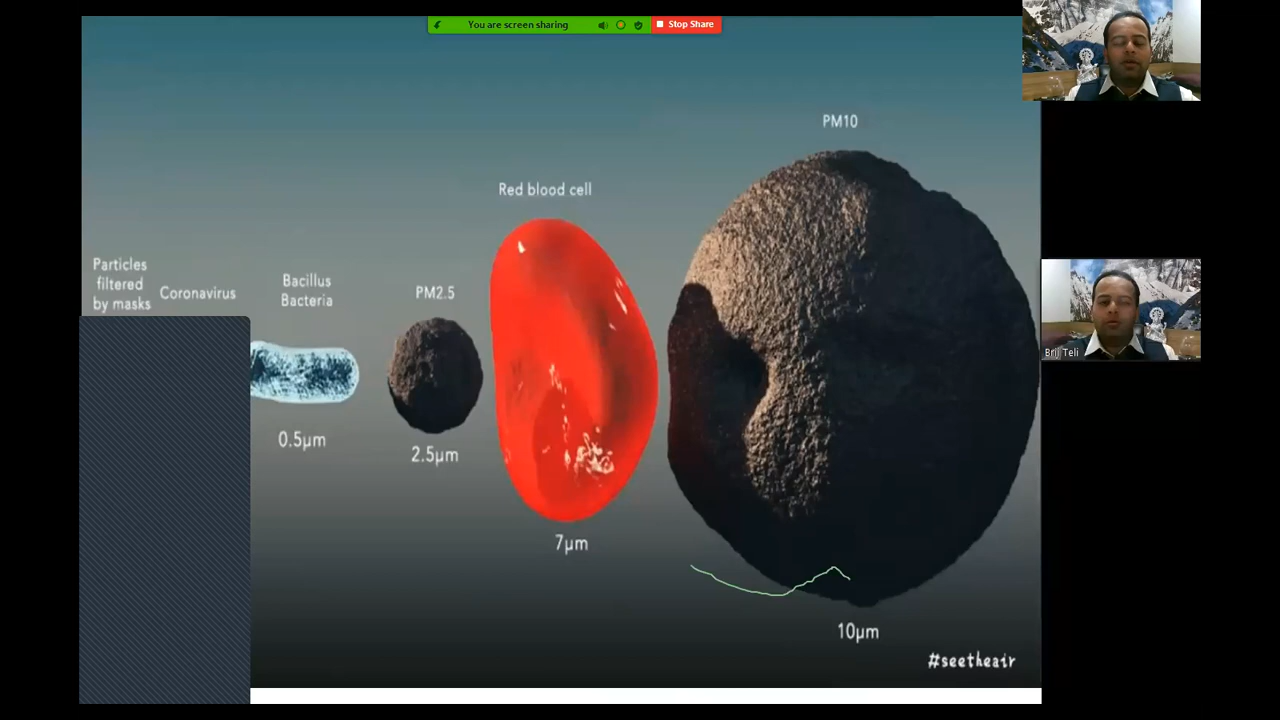 You are screen sharing
Stop Share
PM10
Red blood cell
Particles
filtered
by masks
Coronavirus
Bacillus
Bacteria
PM2.5
0.5µm
2.5µm
7µm
10µm
#seetheair
Brij Teli